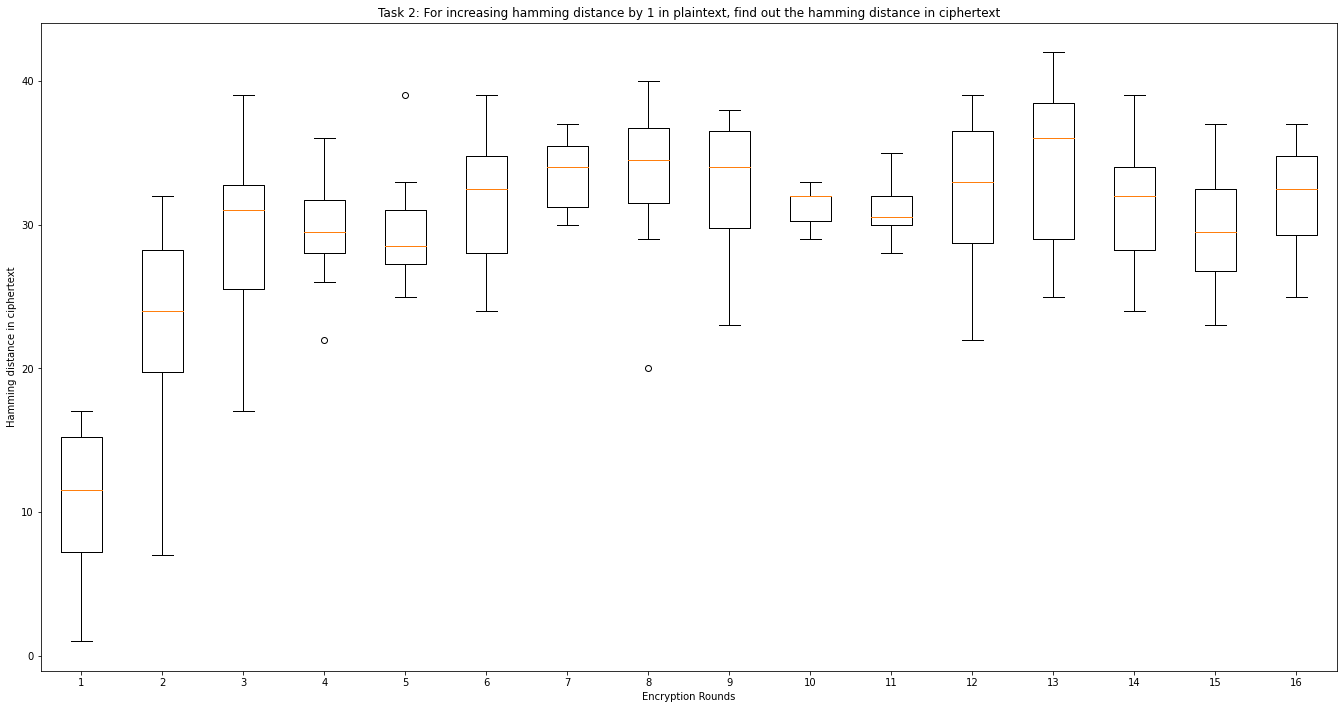 Task 2: For increasing hamming distance by 1 in plaintext, find out the hamming distance in ciphertext
Hamming distance in ciphertext
40
30
20
10
0
1 2 3 4 5 6 7 8 9 10 11 12 13 14 15 16
Encryption Rounds